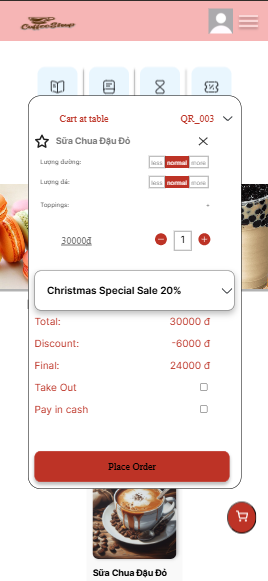 Coffee Shop
Cart at table QR_003
Sữa Chua Đậu Đỏ
Lượng đường: less normal more
Lượng đá: less normal more
Toppings: -
30000đ 1
Christmas Special Sale 20%
Total: 30000 đ
Discount: -6000 đ
Final: 24000 đ
Take Out
Pay in cash
Place Order
Sữa Chua Đậu Đỏ